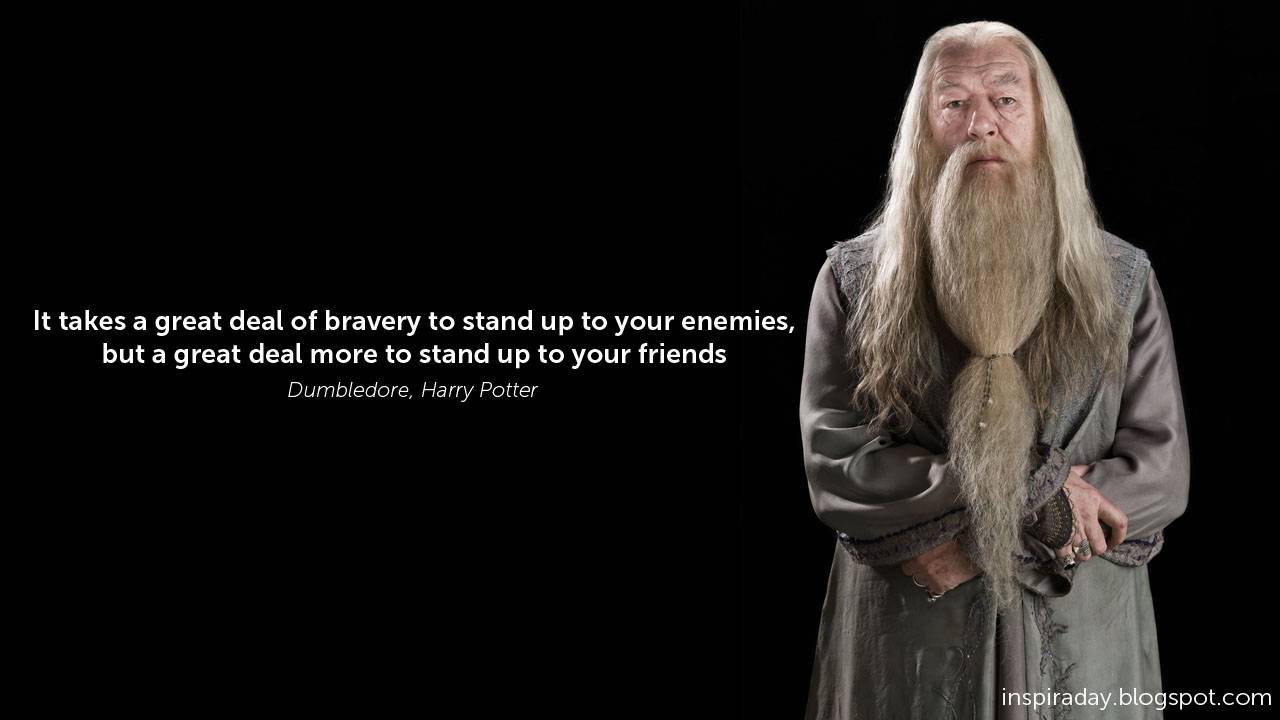 It takes a great deal of bravery to stand up to your enemies,
but a great deal more to stand up to your friends
Dumbledore, Harry Potter
inspiraday.blogspot.com